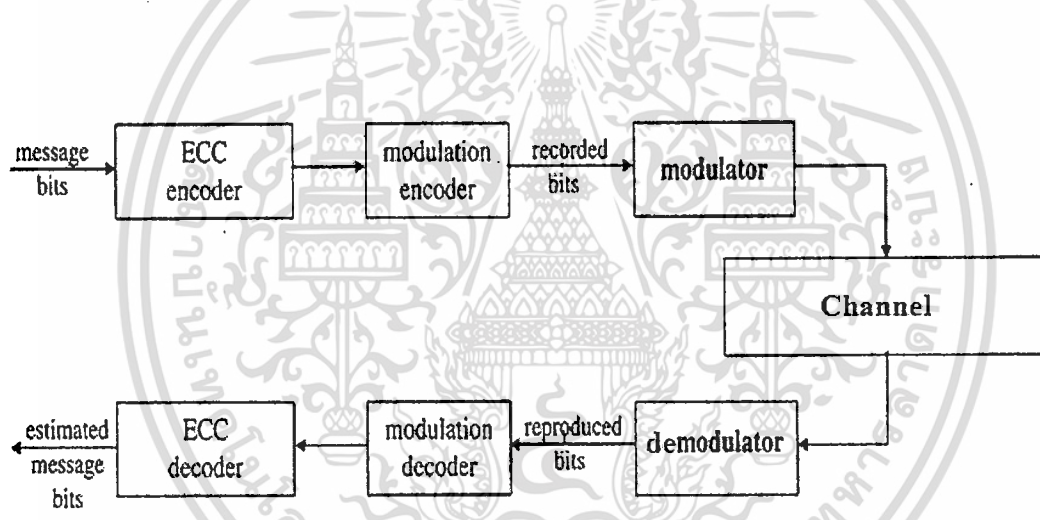 message
bits
ECC
encoder
modulation
encoder
recorded
bits
modulator
Channel
estimated
message
bits
ECC
decoder
modulation
decoder
reproduced
bits
demodulator